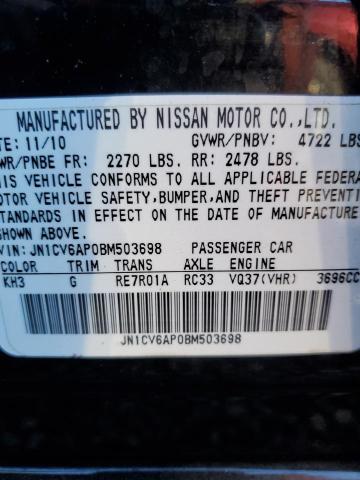 MANUFACTURED BY NISSAN MOTOR CO.,LTD.
TE: 11/10 GVWR/PNBV: 4722 LBS
WR/PNBE FR: 2270 LBS. RR: 2478 LBS.
HIS VEHICLE CONFORMS TO ALL APPLICABLE FEDERA
OTOR VEHICLE SAFETY, BUMPER, AND THEFT PREVENTI
STANDARDS IN EFFECT ON THE DATE OF MANUFACTURE
SHOWN ABOVE.
VIN: JN1CV6AP0BM503698 PASSENGER CAR
COLOR TRIM TRANS AXLE ENGINE
KH3 G RE7R01A RC33 VQ37(VHR) 3696CC
JN1CV6AP0BM503698